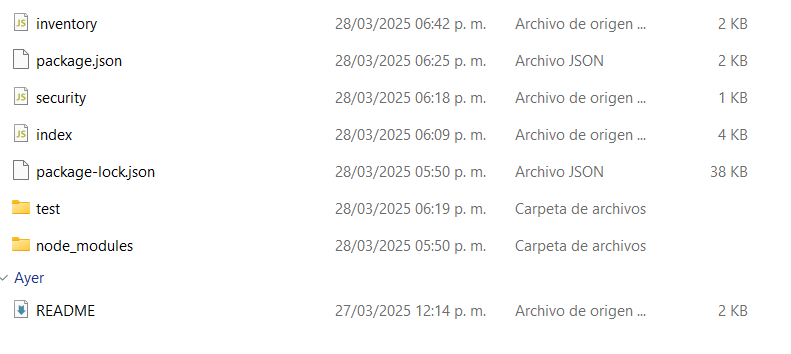 inventory 28/03/2025 06:42 p. m. Archivo de origen ... 2 KB
package.json 28/03/2025 06:25 p. m. Archivo JSON 2 KB
security 28/03/2025 06:18 p. m. Archivo de origen ... 1 KB
index 28/03/2025 06:09 p. m. Archivo de origen ... 4 KB
package-lock.json 28/03/2025 05:50 p. m. Archivo JSON 38 KB
test 28/03/2025 06:19 p. m. Carpeta de archivos
node_modules 28/03/2025 05:50 p. m. Carpeta de archivos
Ayer
README 27/03/2025 12:14 p. m. Archivo de origen ... 2 KB